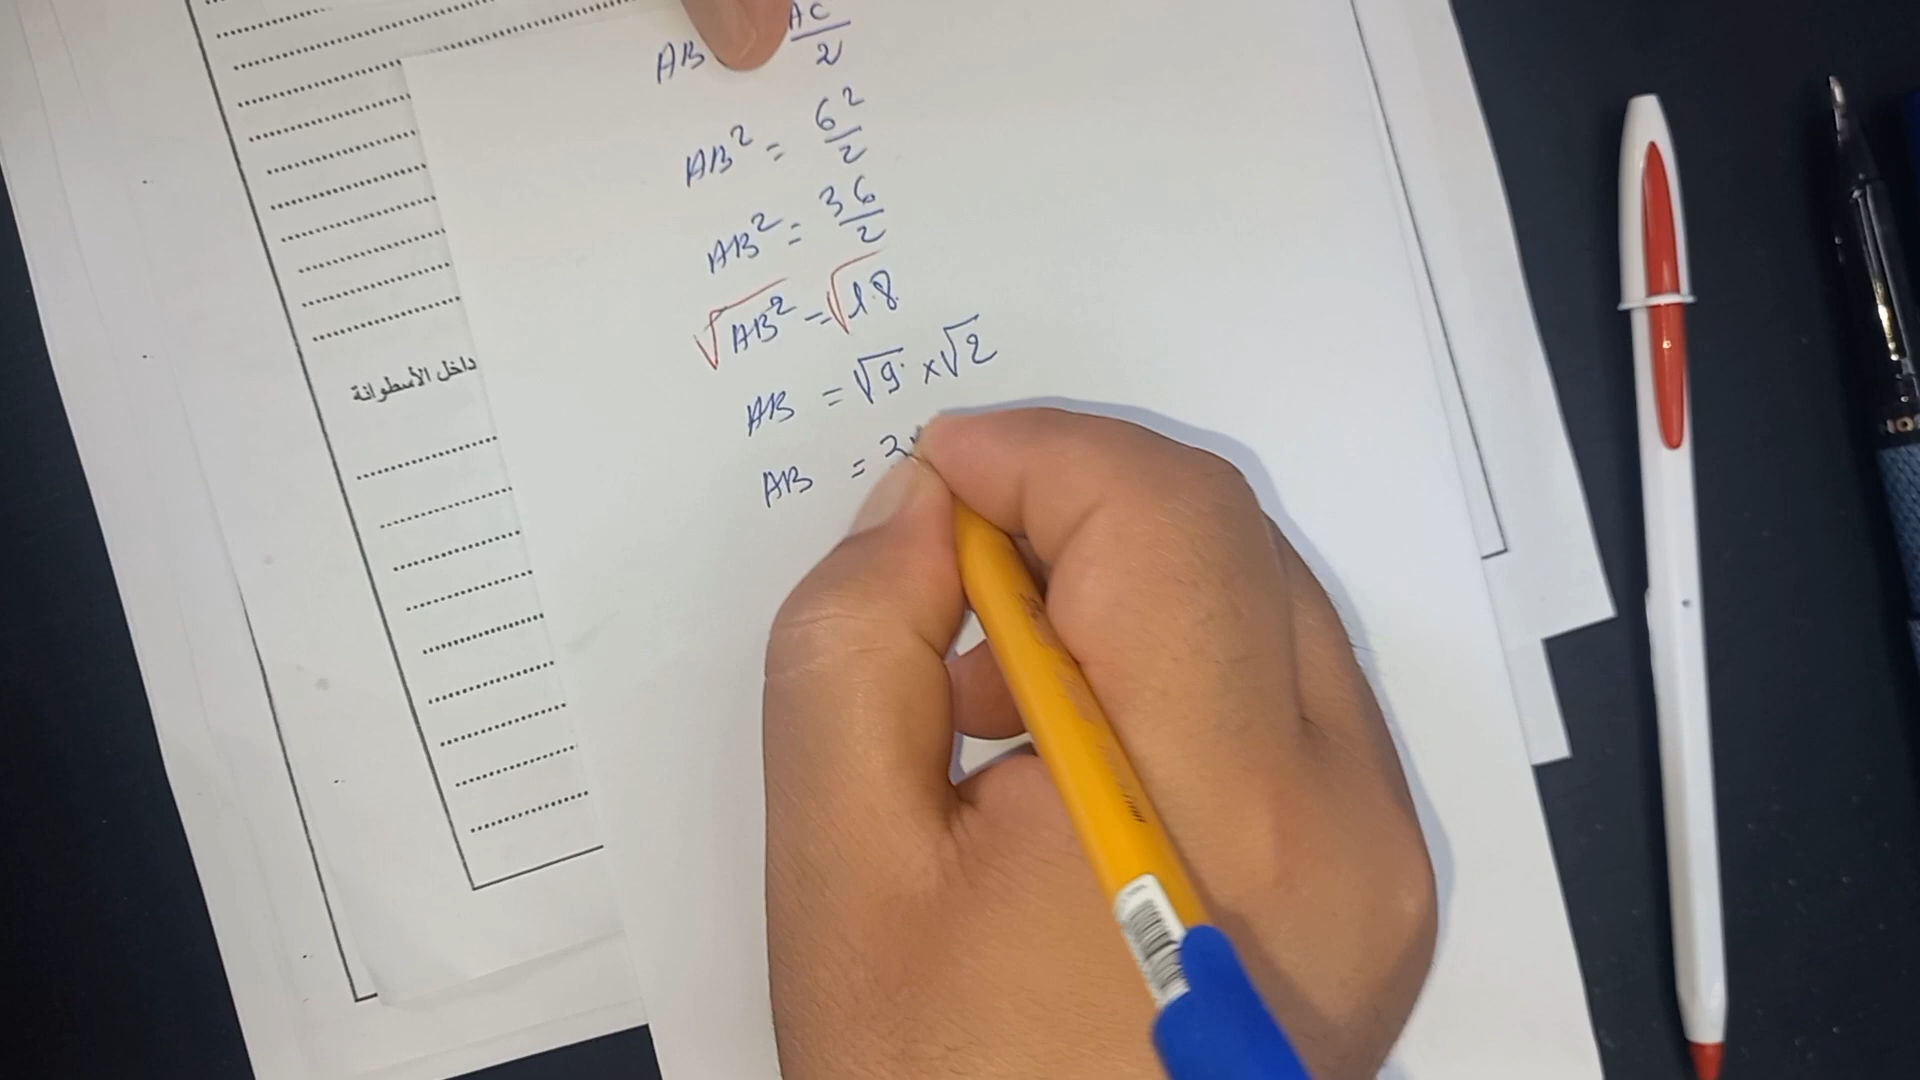 AB AC/2
AB² = 6²/2
AB² = 36/2
√AB² = √18
AB = √9 × √2
AB = 3
داخل الأسطوانة